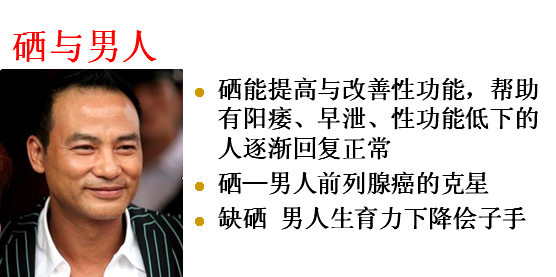 硒与男人
硒能提高与改善性功能，帮助
有阳痿、早泄、性功能低下的
人逐渐回复正常
硒—男人前列腺癌的克星
缺硒 男人生育力下降侩子手